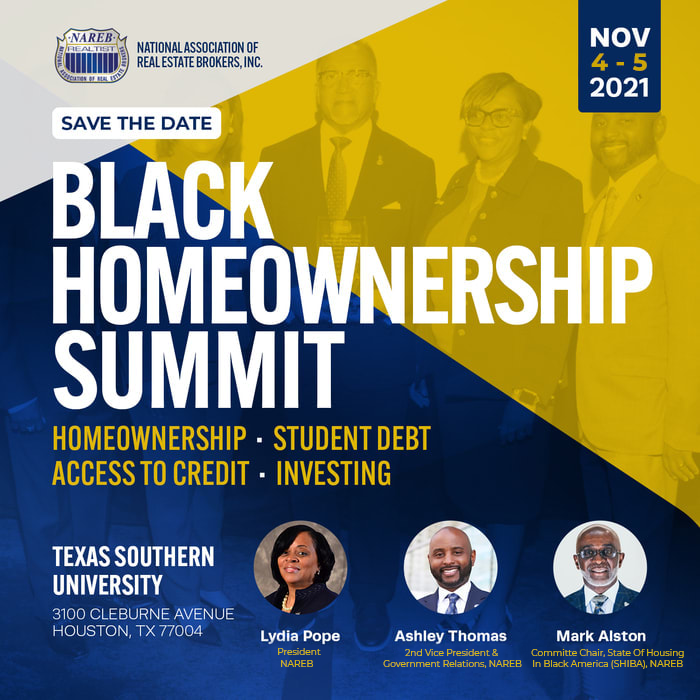 NAREB
REALTIST
NATIONAL ASSOCIATION OF REAL ESTATE BROKERS
NATIONAL ASSOCIATION OF
REAL ESTATE BROKERS, INC.
NOV
4 - 5
2021
SAVE THE DATE
BLACK
HOMEOWNERSHIP
SUMMIT
HOMEOWNERSHIP · STUDENT DEBT
ACCESS TO CREDIT · INVESTING
TEXAS SOUTHERN
UNIVERSITY
3100 CLEBURNE AVENUE
HOUSTON, TX 77004
Lydia Pope
President
NAREB
Ashley Thomas
2nd Vice President &
Government Relations, NAREB
Mark Alston
Committe Chair, State Of Housing
In Black America (SHIBA), NAREB